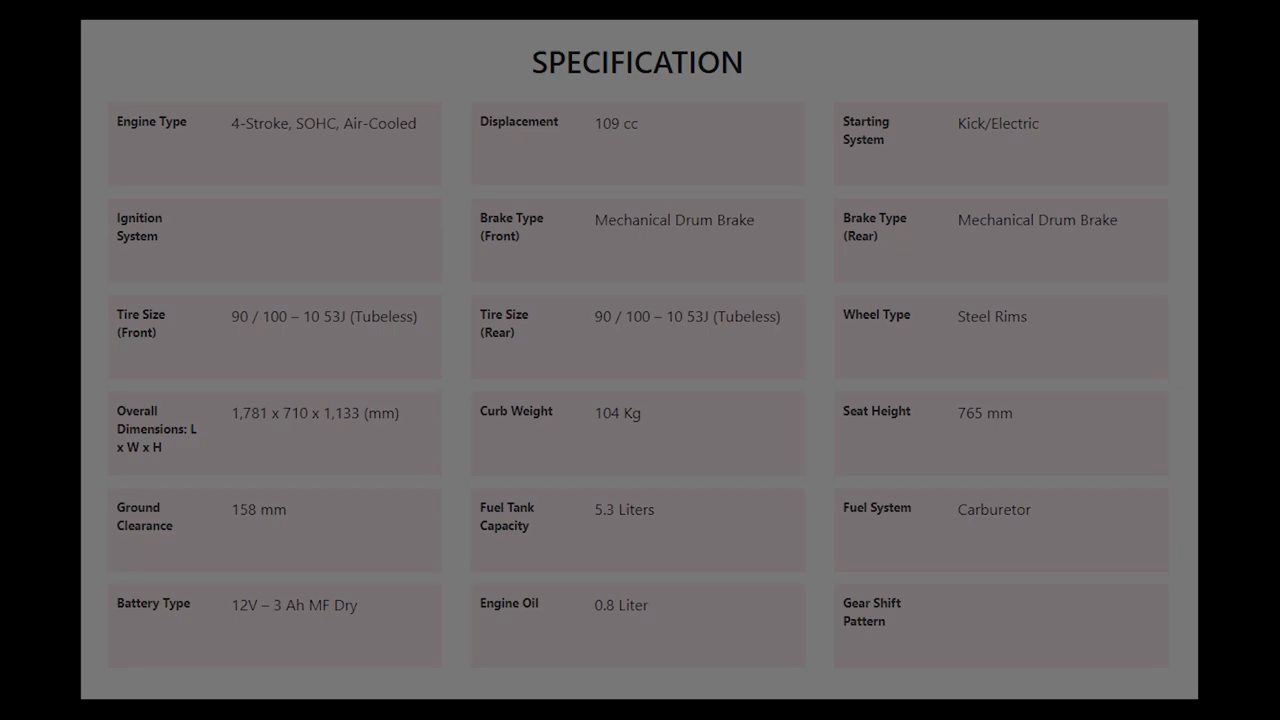 SPECIFICATION
Engine Type 4-Stroke, SOHC, Air-Cooled
Displacement 109 cc
Starting
System
Kick/Electric
Ignition
System
Brake Type
(Front)
Mechanical Drum Brake
Brake Type
(Rear)
Mechanical Drum Brake
Tire Size
(Front)
90 / 100 – 10 53J (Tubeless)
Tire Size
(Rear)
90 / 100 – 10 53J (Tubeless)
Wheel Type Steel Rims
Overall
Dimensions: L
x W x H
1,781 x 710 x 1,133 (mm)
Curb Weight 104 Kg
Seat Height 765 mm
Ground
Clearance
158 mm
Fuel Tank
Capacity
5.3 Liters
Fuel System Carburetor
Battery Type 12V – 3 Ah MF Dry
Engine Oil 0.8 Liter
Gear Shift
Pattern